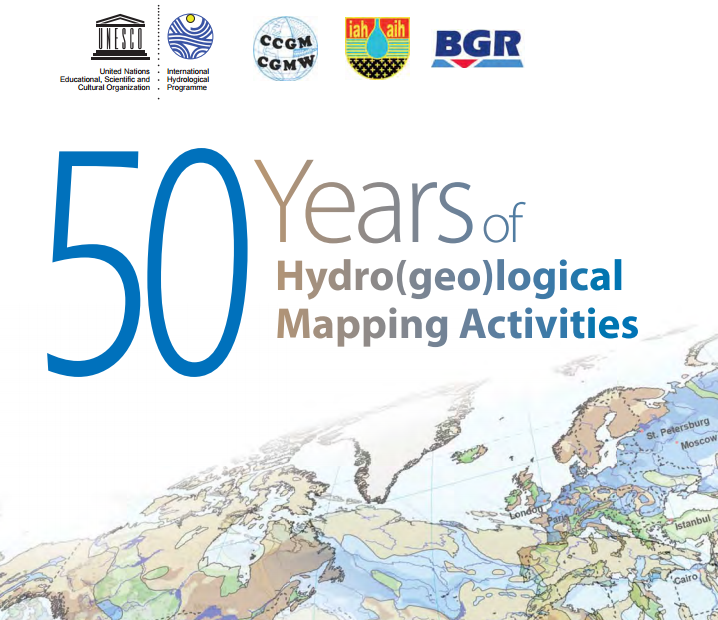 UNESCO
United Nations
Educational, Scientific and
Cultural Organization
International
Hydrological
Programme
CCGM
CGMW
iah aih
BGR
50 Years of
Hydro(geo)logical
Mapping Activities
St. Petersburg
Moscow
London
Paris
Istanbul
Cairo